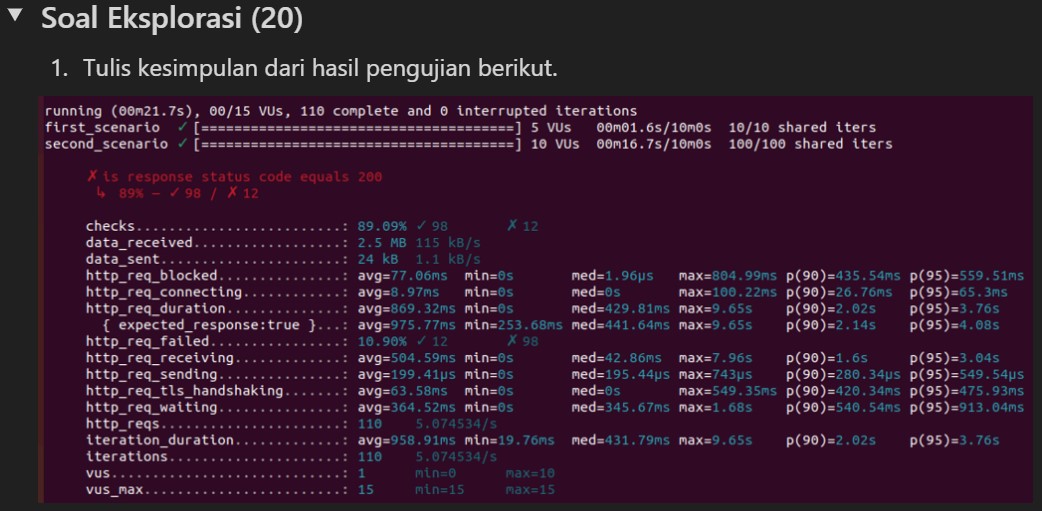 ▼ Soal Eksplorasi (20)
1. Tulis kesimpulan dari hasil pengujian berikut.
running (00m21.7s), 00/15 VUs, 110 complete and 0 interrupted iterations
first_scenario ✓ [======================================] 5 VUs 00m01.6s/10m0s 10/10 shared iters
second_scenario ✓ [======================================] 10 VUs 00m16.7s/10m0s 100/100 shared iters
✗ is response status code equals 200
↳ 89% — ✓ 98 / ✗ 12
checks.........................: 89.09% ✓ 98 ✗ 12
data_received..................: 2.5 MB 115 kB/s
data_sent......................: 24 kB 1.1 kB/s
http_req_blocked...............: avg=77.06ms min=0s med=1.96µs max=804.99ms p(90)=435.54ms p(95)=559.51ms
http_req_connecting............: avg=8.97ms min=0s med=0s max=100.22ms p(90)=26.76ms p(95)=65.3ms
http_req_duration..............: avg=869.32ms min=0s med=429.81ms max=9.65s p(90)=2.02s p(95)=3.76s
{ expected_response:true }...: avg=975.77ms min=253.68ms med=441.64ms max=9.65s p(90)=2.14s p(95)=4.08s
http_req_failed................: 10.90% ✓ 12 ✗ 98
http_req_receiving.............: avg=504.59ms min=0s med=42.86ms max=7.96s p(90)=1.6s p(95)=3.04s
http_req_sending...............: avg=199.41µs min=0s med=195.44µs max=743µs p(90)=280.34µs p(95)=549.54µs
http_req_tls_handshaking.......: avg=63.58ms min=0s med=0s max=549.35ms p(90)=420.34ms p(95)=475.93ms
http_req_waiting...............: avg=364.52ms min=0s med=345.67ms max=1.68s p(90)=540.54ms p(95)=913.04ms
http_reqs......................: 110 5.074534/s
iteration_duration.............: avg=958.91ms min=19.76ms med=431.79ms max=9.65s p(90)=2.02s p(95)=3.76s
iterations.....................: 110 5.074534/s
vus............................: 1 min=0 max=10
vus_max........................: 15 min=15 max=15